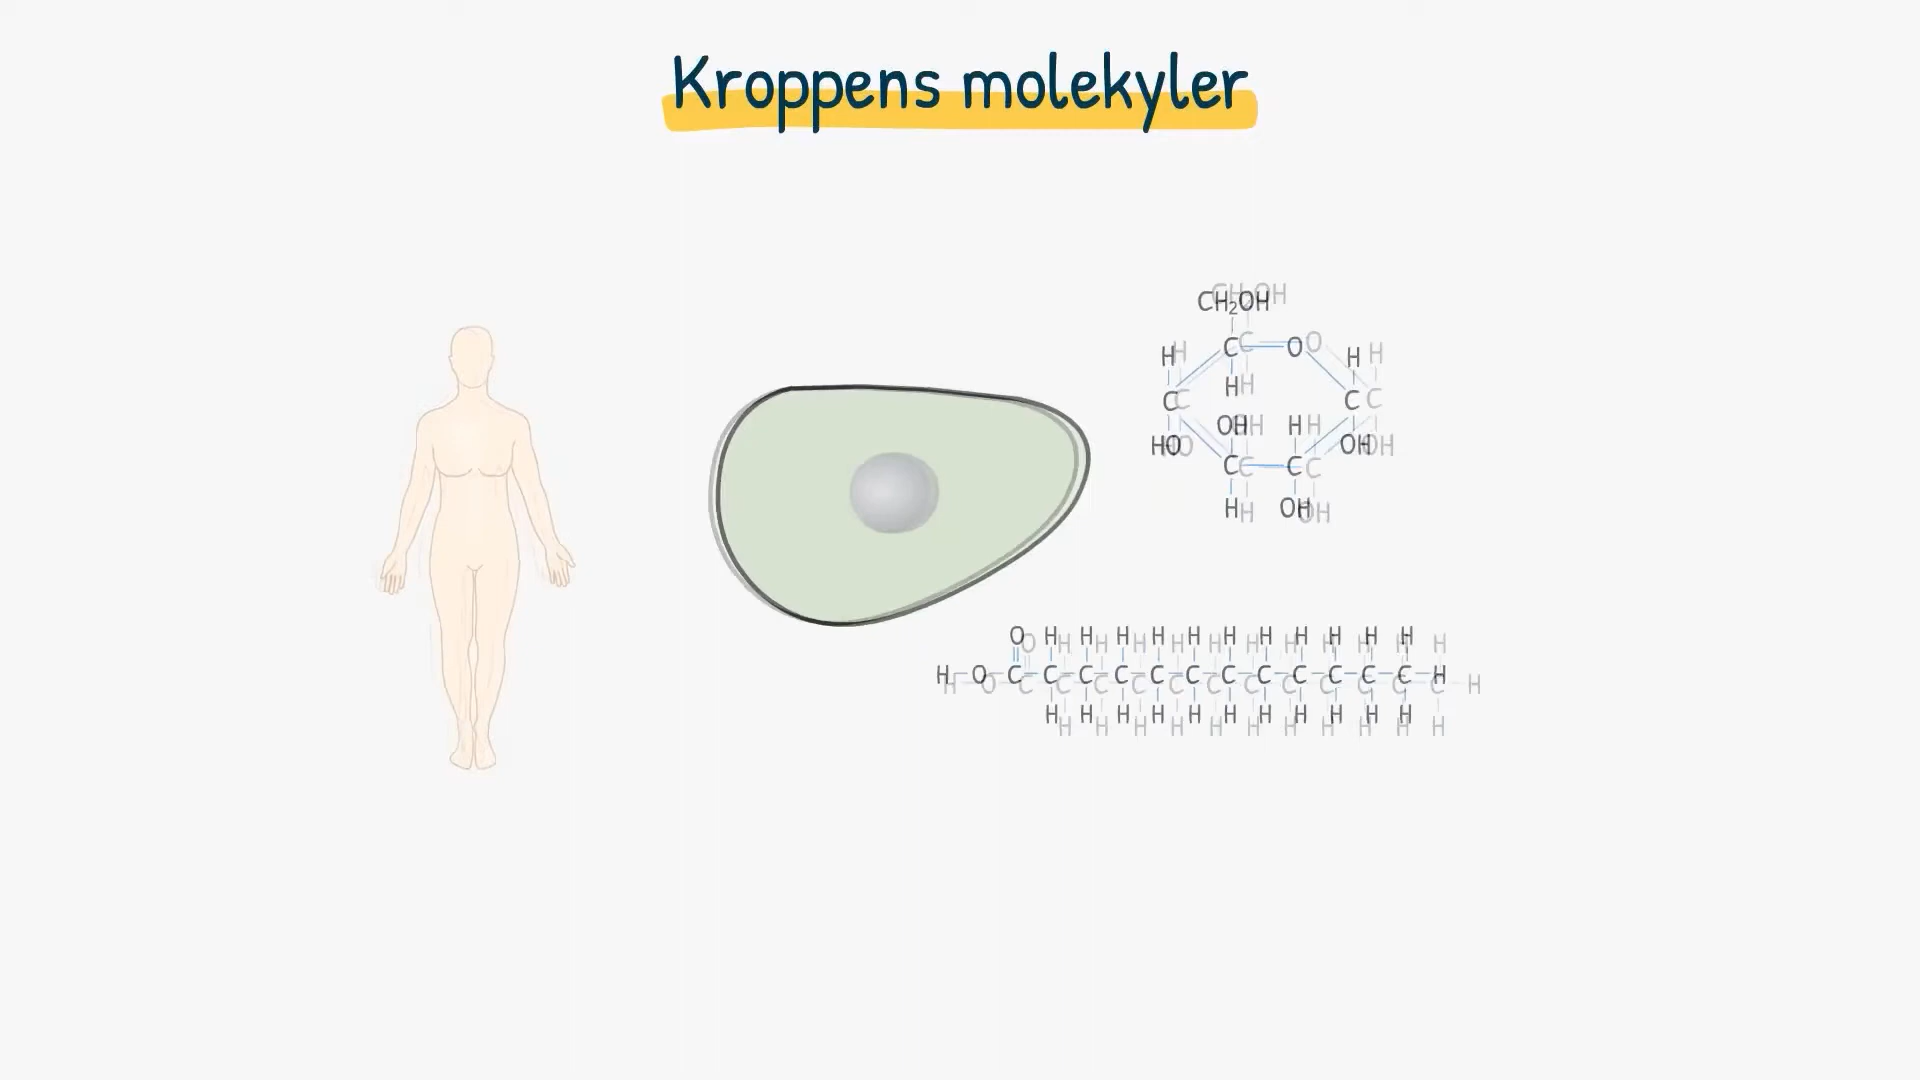 Kroppens molekyler
CH₂OH
H C O H
H
C C
HO OH H OH
C C
H OH
O H H H H H H H H H H H
H O C C C C C C C C C C C C H
H H H H H H H H H H H